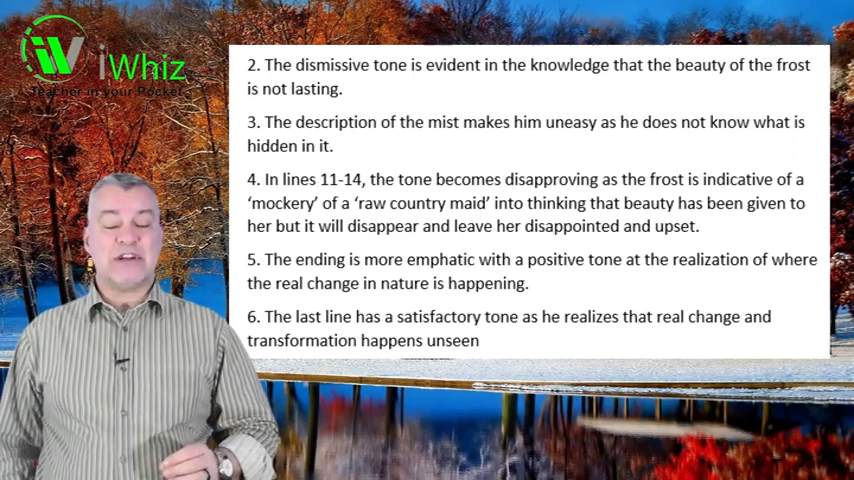 iWhiz
Teacher in your Pocket
2. The dismissive tone is evident in the knowledge that the beauty of the frost
is not lasting.
3. The description of the mist makes him uneasy as he does not know what is
hidden in it.
4. In lines 11-14, the tone becomes disapproving as the frost is indicative of a
‘mockery’ of a ‘raw country maid’ into thinking that beauty has been given to
her but it will disappear and leave her disappointed and upset.
5. The ending is more emphatic with a positive tone at the realization of where
the real change in nature is happening.
6. The last line has a satisfactory tone as he realizes that real change and
transformation happens unseen